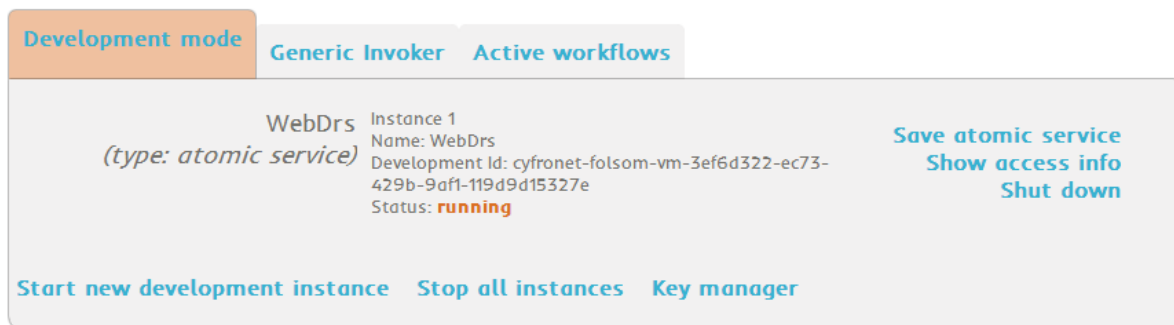 Development mode
Generic Invoker
Active workflows
WebDrs
(type: atomic service)
Instance 1
Name: WebDrs
Development Id: cyfronet-folsom-vm-3ef6d322-ec73-
429b-9af1-119d9d15327e
Status: running
Save atomic service
Show access info
Shut down
Start new development instance
Stop all instances
Key manager